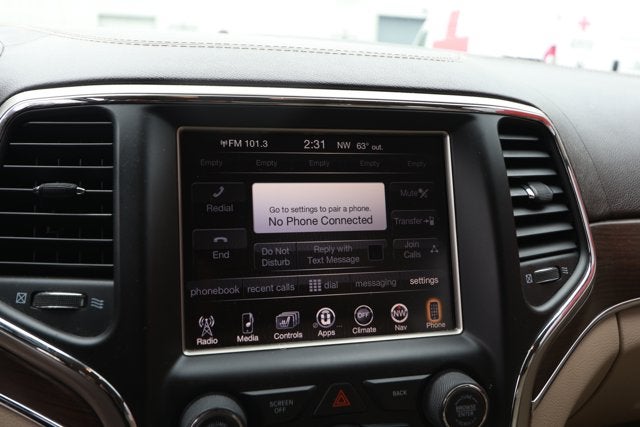 FM 101.3 2:31 NW 63° out.
Empty Empty Empty Empty Empty
Redial
Go to settings to pair a phone.
No Phone Connected
Mute
Transfer
End
Do Not
Disturb
Reply with
Text Message
Join
Calls
phonebook recent calls dial messaging settings
OFF NW
Radio Media Controls Apps Climate Nav Phone
SCREEN
OFF
BACK
BROWSE
ENTER